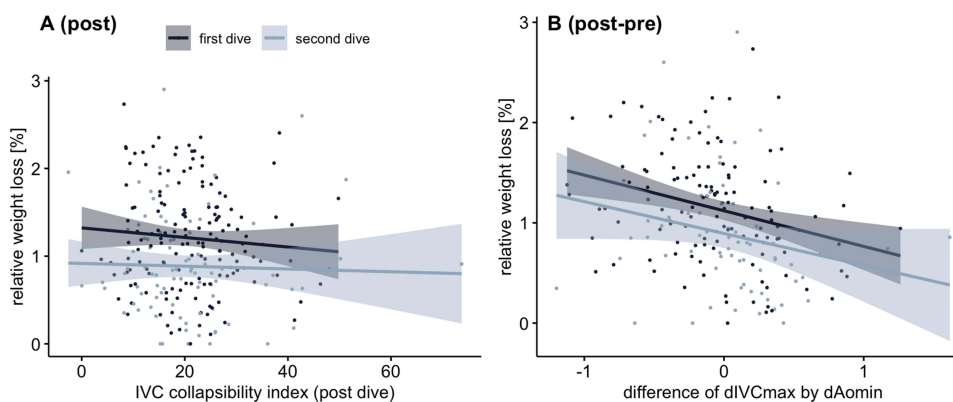 A (post)
first dive
second dive
relative weight loss [%]
3
2
1
0
0
20
40
60
IVC collapsibility index (post dive)
B (post-pre)
relative weight loss [%]
3
2
1
0
-1
0
1
difference of dIVCmax by dAomin